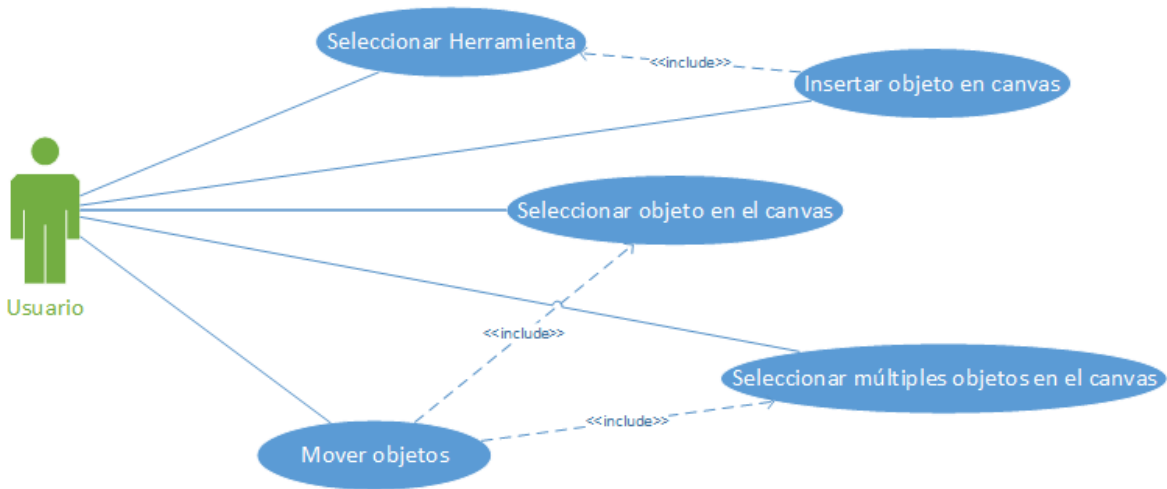 Seleccionar Herramienta
<<include>>
Insertar objeto en canvas
Seleccionar objeto en el canvas
Usuario
<<include>>
Seleccionar múltiples objetos en el canvas
<<include>>
Mover objetos